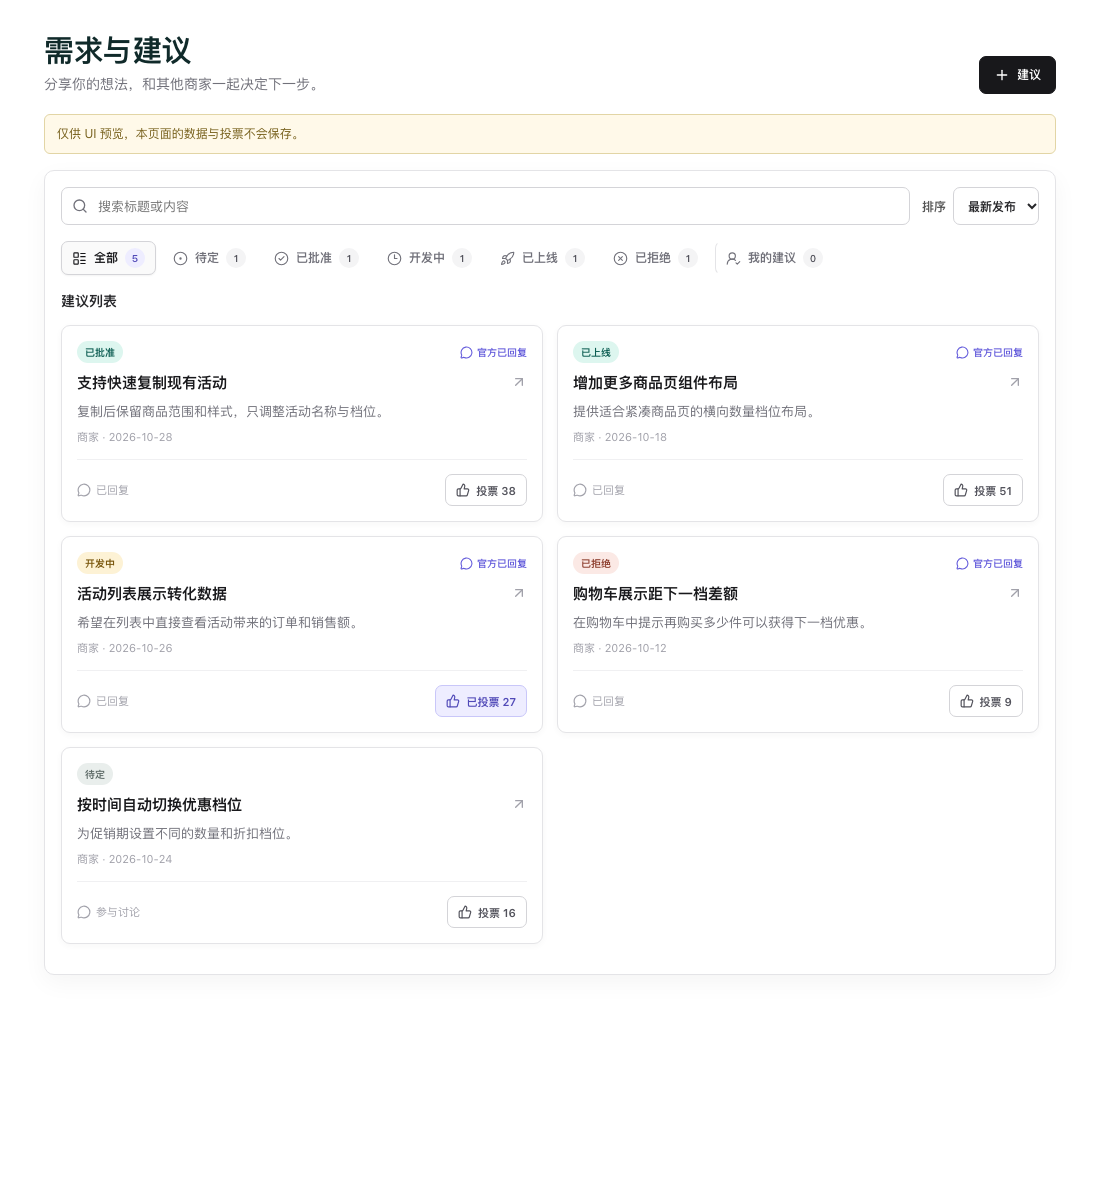 需求与建议
分享你的想法，和其他商家一起决定下一步。
建议
仅供 UI 预览，本页面的数据与投票不会保存。
搜索标题或内容
排序
最新发布
全部 5
待定 1
已批准 1
开发中 1
已上线 1
已拒绝 1
我的建议 0
建议列表
已批准
官方已回复
支持快速复制现有活动
复制后保留商品范围和样式，只调整活动名称与档位。
商家 · 2026-10-28
已回复
投票 38
已上线
官方已回复
增加更多商品页组件布局
提供适合紧凑商品页的横向数量档位布局。
商家 · 2026-10-18
已回复
投票 51
开发中
官方已回复
活动列表展示转化数据
希望在列表中直接查看活动带来的订单和销售额。
商家 · 2026-10-26
已回复
已投票 27
已拒绝
官方已回复
购物车展示距下一档差额
在购物车中提示再购买多少件可以获得下一档优惠。
商家 · 2026-10-12
已回复
投票 9
待定
按时间自动切换优惠档位
为促销期设置不同的数量和折扣档位。
商家 · 2026-10-24
参与讨论
投票 16